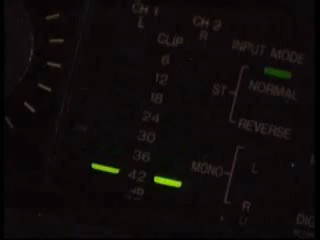 CH 1 CH 2
L R
CLIP
6
12
18
24
30
36
42
INPUT MODE
NORMAL
ST
REVERSE
MONO
L
R